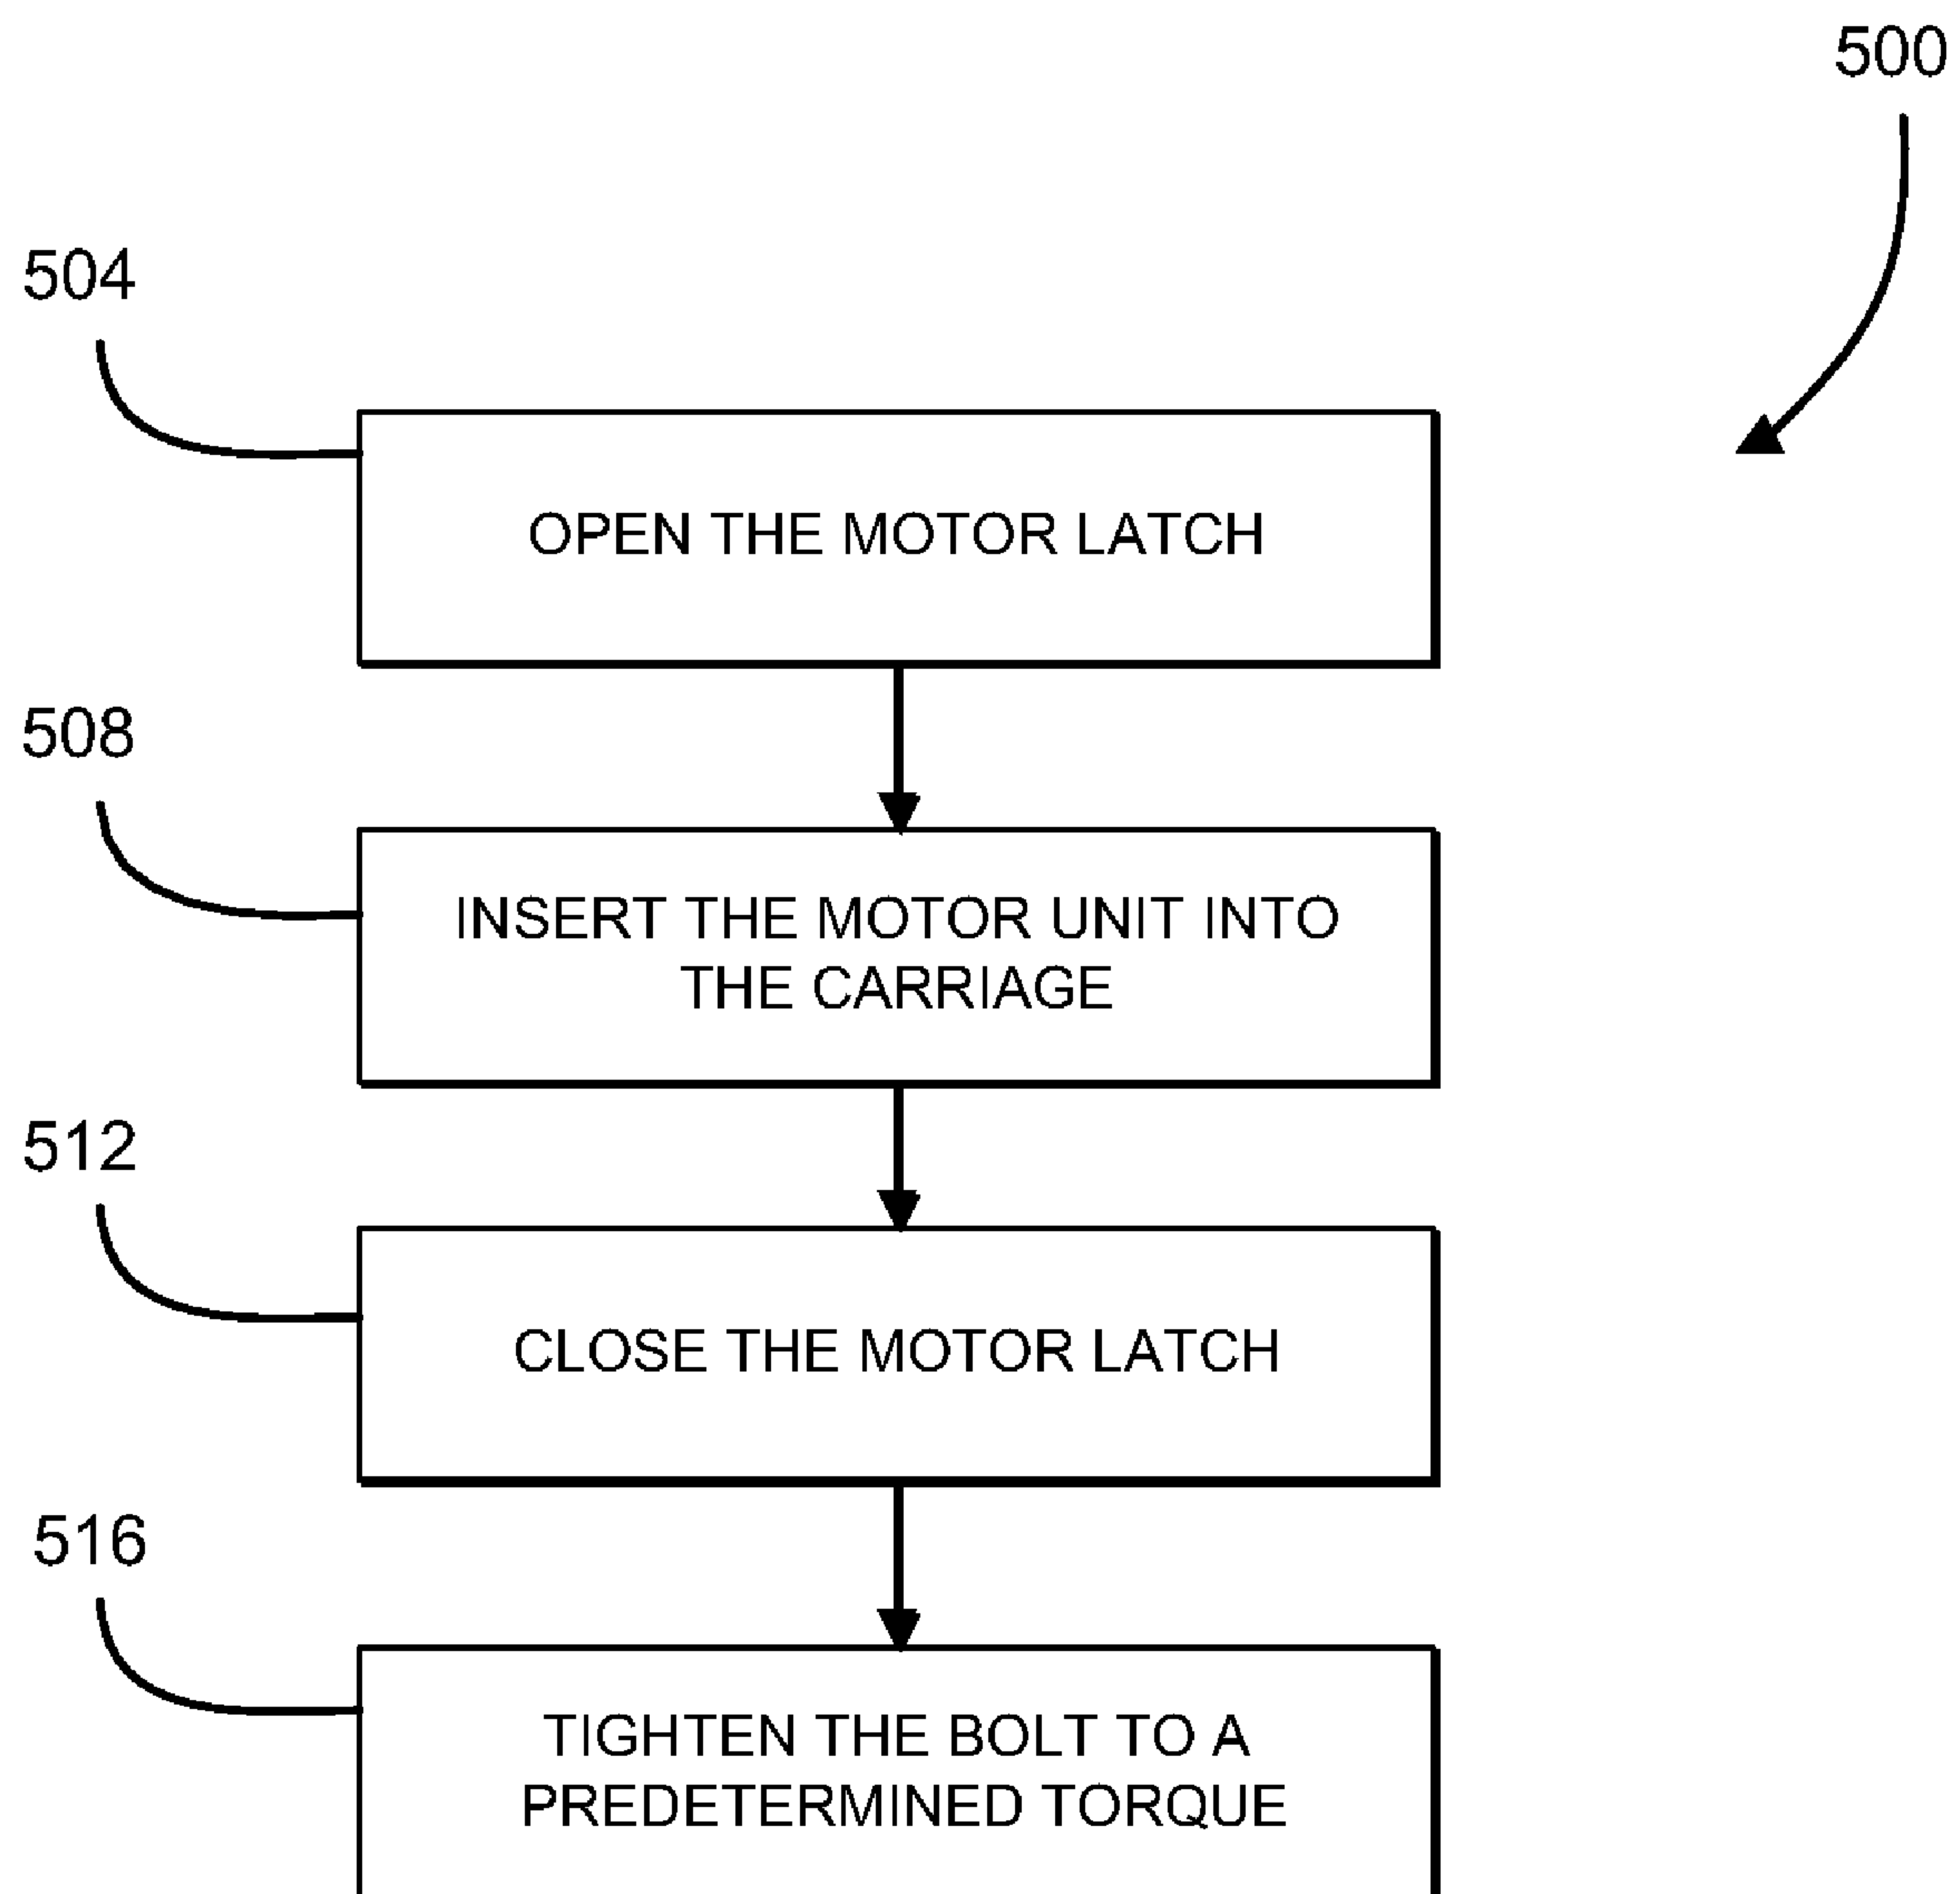 500
504
OPEN THE MOTOR LATCH
508
INSERT THE MOTOR UNIT INTO
THE CARRIAGE
512
CLOSE THE MOTOR LATCH
516
TIGHTEN THE BOLT TO A
PREDETERMINED TORQUE